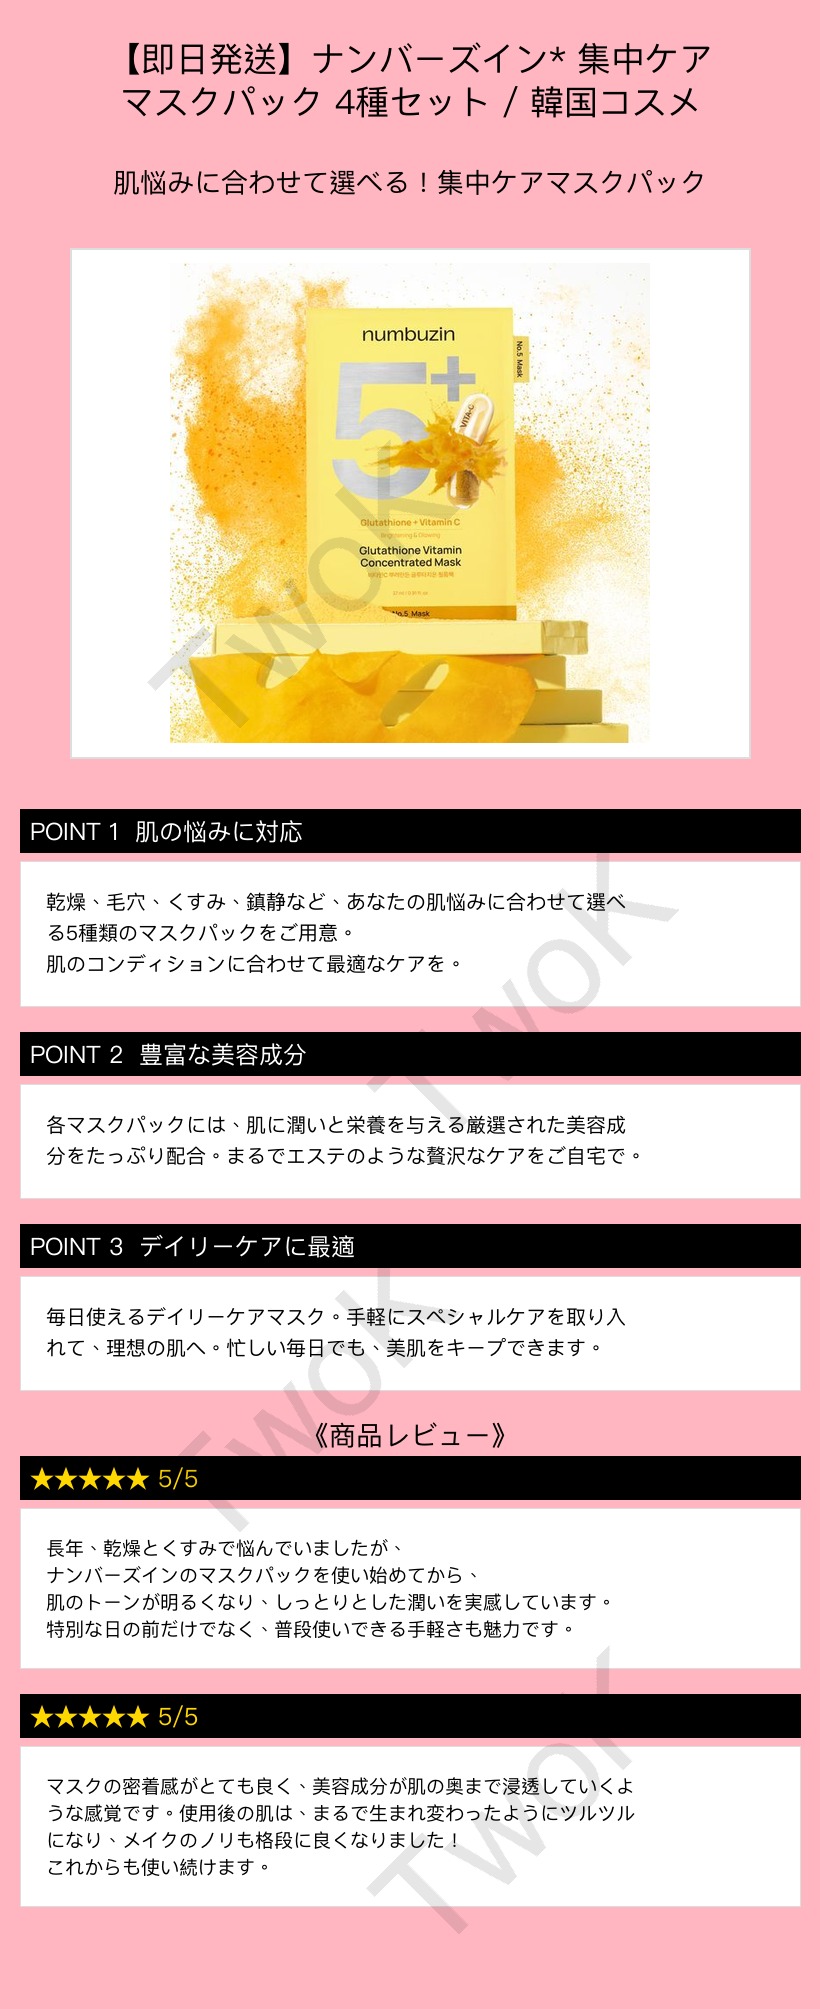 【即日発送】ナンバーズイン* 集中ケア
マスクパック 4種セット / 韓国コスメ
肌悩みに合わせて選べる！集中ケアマスクパック
numbuzin
No.5 Mask
5+
VITA-C
Glutathione + Vitamin C
Brightening & Glowing
Glutathione Vitamin
Concentrated Mask
No.5 Mask
TwoK
POINT 1 肌の悩みに対応
乾燥、毛穴、くすみ、鎮静など、あなたの肌悩みに合わせて選べ
る5種類のマスクパックをご用意。
肌のコンディションに合わせて最適なケアを。
TwoK
POINT 2 豊富な美容成分
各マスクパックには、肌に潤いと栄養を与える厳選された美容成
分をたっぷり配合。まるでエステのような贅沢なケアをご自宅で。
POINT 3 デイリーケアに最適
毎日使えるデイリーケアマスク。手軽にスペシャルケアを取り入
れて、理想の肌へ。忙しい毎日でも、美肌をキープできます。
TwoK
《商品レビュー》
★★★★★ 5/5
長年、乾燥とくすみで悩んでいましたが、
ナンバーズインのマスクパックを使い始めてから、
肌のトーンが明るくなり、しっとりとした潤いを実感しています。
特別な日の前だけでなく、普段使いできる手軽さも魅力です。
★★★★★ 5/5
マスクの密着感がとても良く、美容成分が肌の奥まで浸透していくよ
うな感覚です。使用後の肌は、まるで生まれ変わったようにツルツル
になり、メイクのノリも格段に良くなりました！
これからも使い続けます。
TwoK